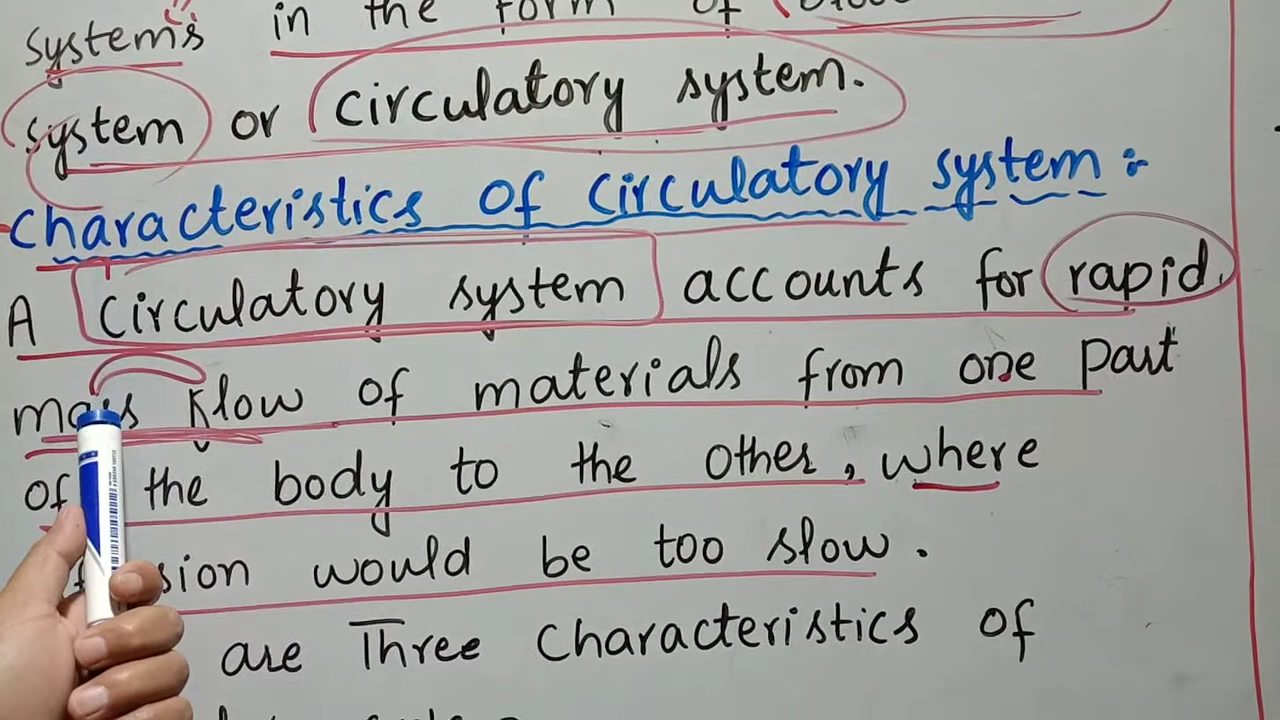 systems in the form of
system or circulatory system.
Characteristics of circulatory system:
A circulatory system accounts for rapid
mass flow of materials from one part
of the body to the other, where
would be too slow.
are Three characteristics of